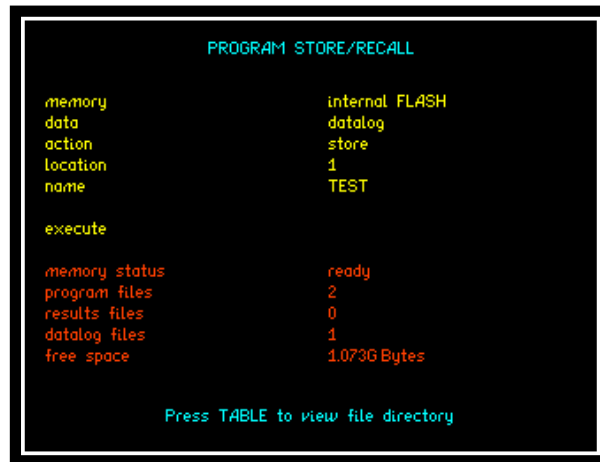 PROGRAM STORE/RECALL
memory internal FLASH
data datalog
action store
location 1
name TEST
execute
memory status ready
program files 2
results files 0
datalog files 1
free space 1.073G Bytes
Press TABLE to view file directory